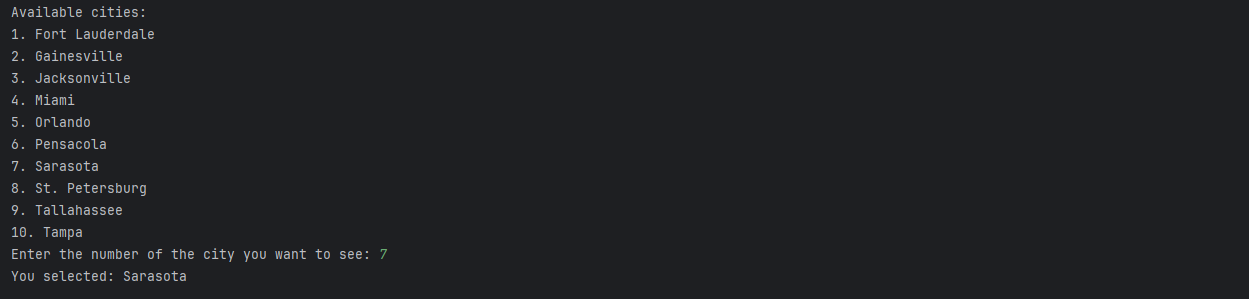 Available cities:
1. Fort Lauderdale
2. Gainesville
3. Jacksonville
4. Miami
5. Orlando
6. Pensacola
7. Sarasota
8. St. Petersburg
9. Tallahassee
10. Tampa
Enter the number of the city you want to see: 7
You selected: Sarasota